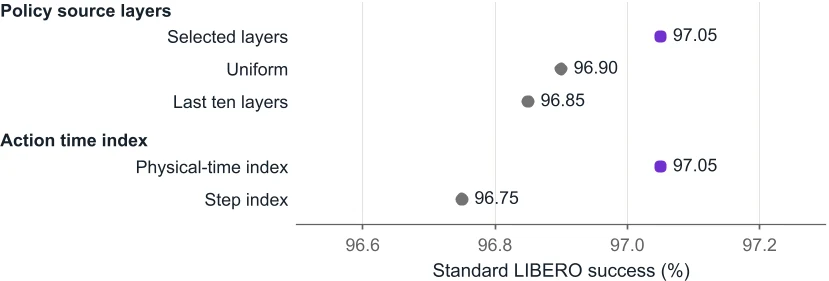 Policy source layers
Selected layers 97.05
Uniform 96.90
Last ten layers 96.85
Action time index
Physical-time index 97.05
Step index 96.75
96.6 96.8 97.0 97.2
Standard LIBERO success (%)